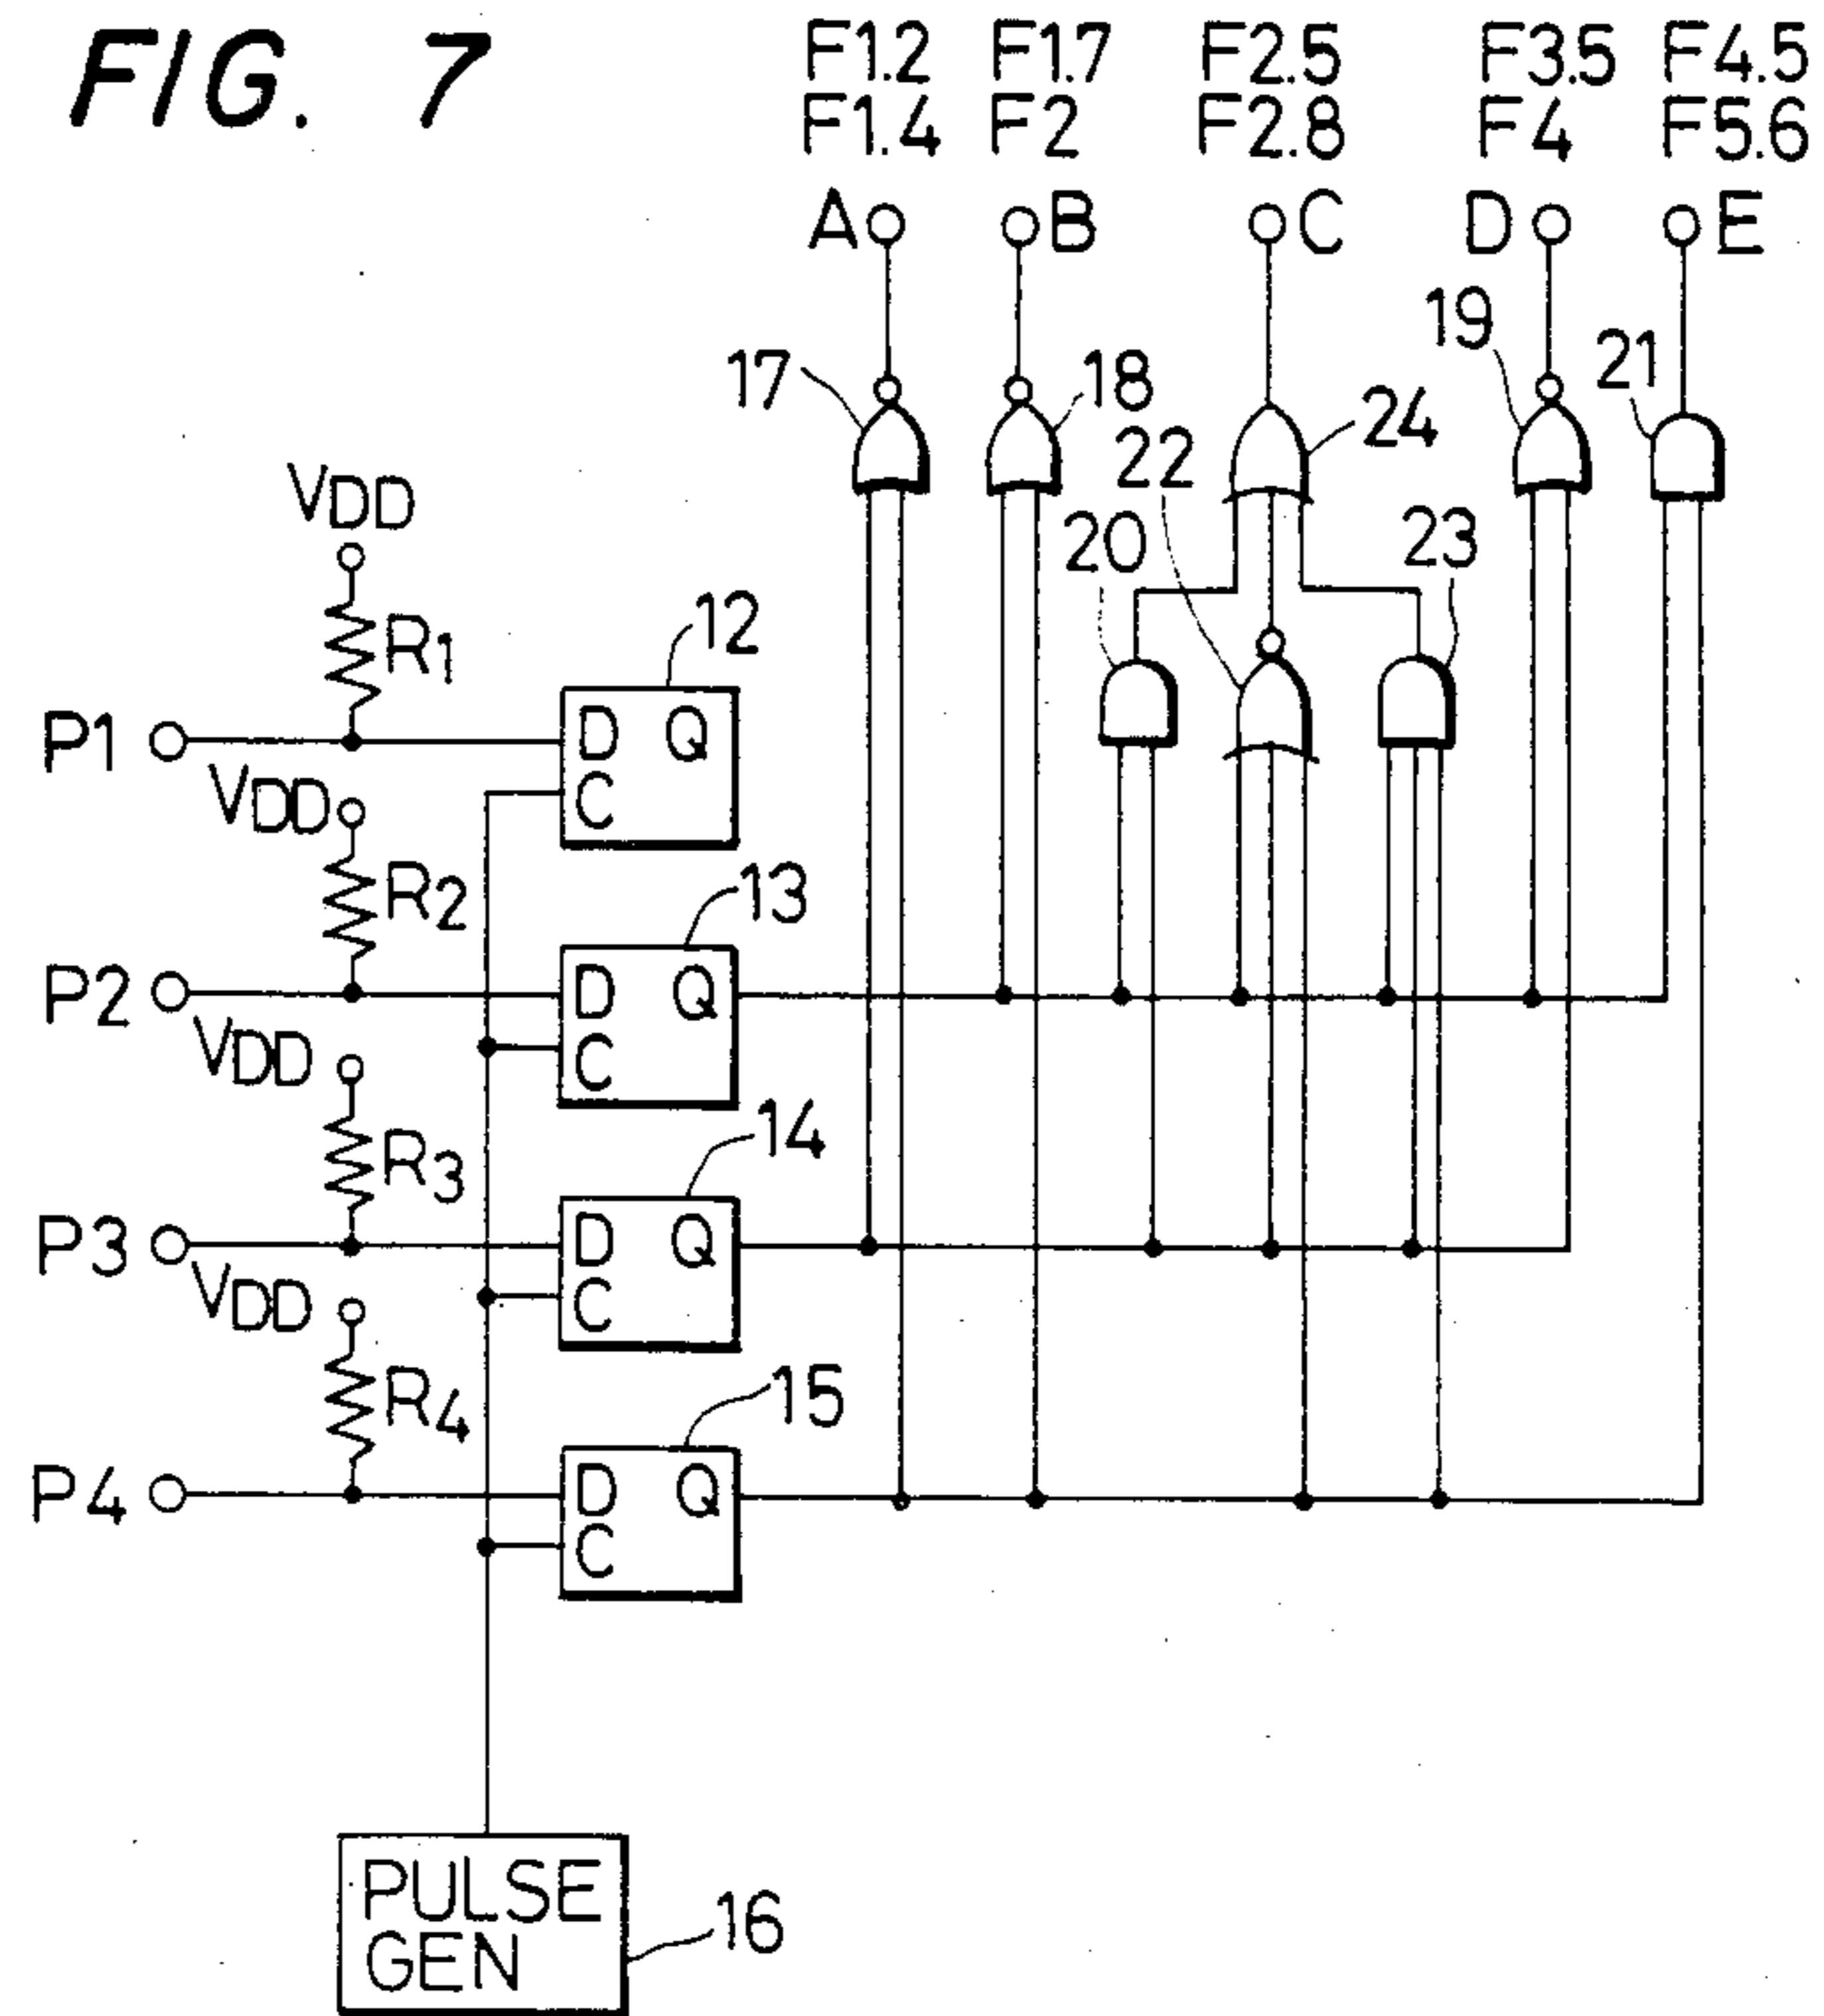 FIG. 7
F1.2 F1.7 F2.5 F3.5 F4.5
F1.4 F2 F2.8 F4 F5.6
A B C D E
17 18 24 19 21
22
20 23
VDD
R1
12
P1 D Q
C
VDD
R2
13
P2 D Q
C
VDD
R3
14
P3 D Q
C
VDD
R4
15
P4 D Q
C
PULSE
GEN
16